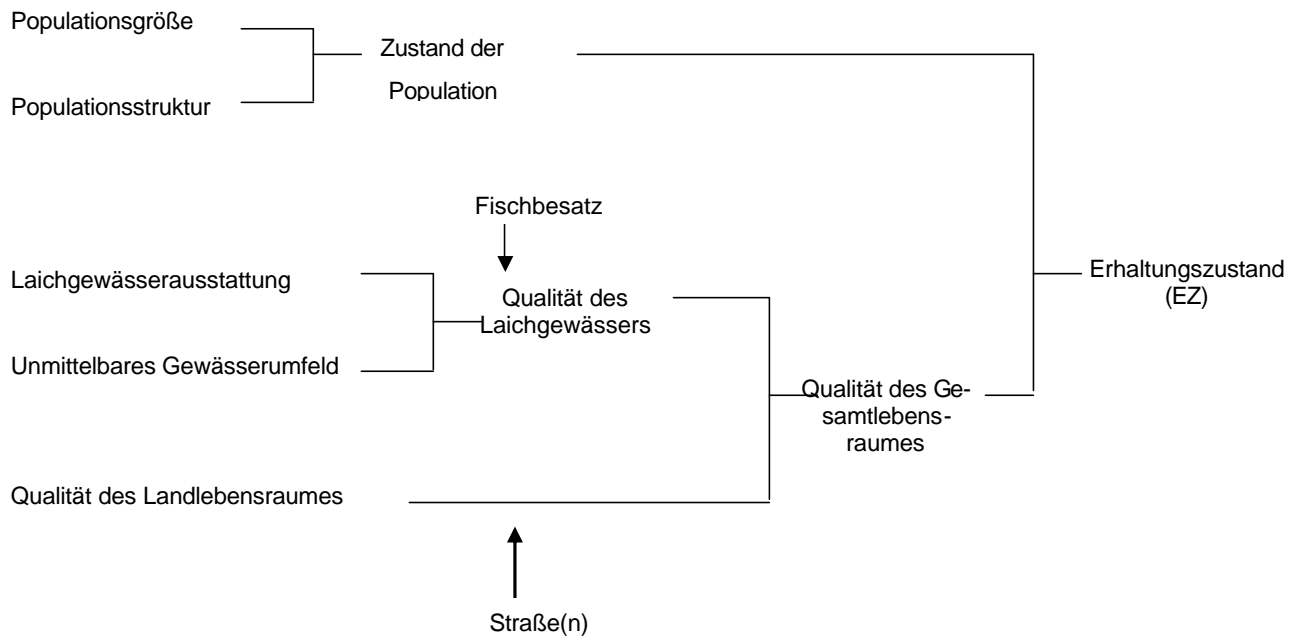 Populationsgröße
Zustand der
Population
Populationsstruktur
Fischbesatz
Laichgewässerausstattung
Qualität des
Laichgewässers
Unmittelbares Gewässerumfeld
Erhaltungszustand
(EZ)
Qualität des Ge-
samtlebens-
raumes
Qualität des Landlebensraumes
Straße(n)